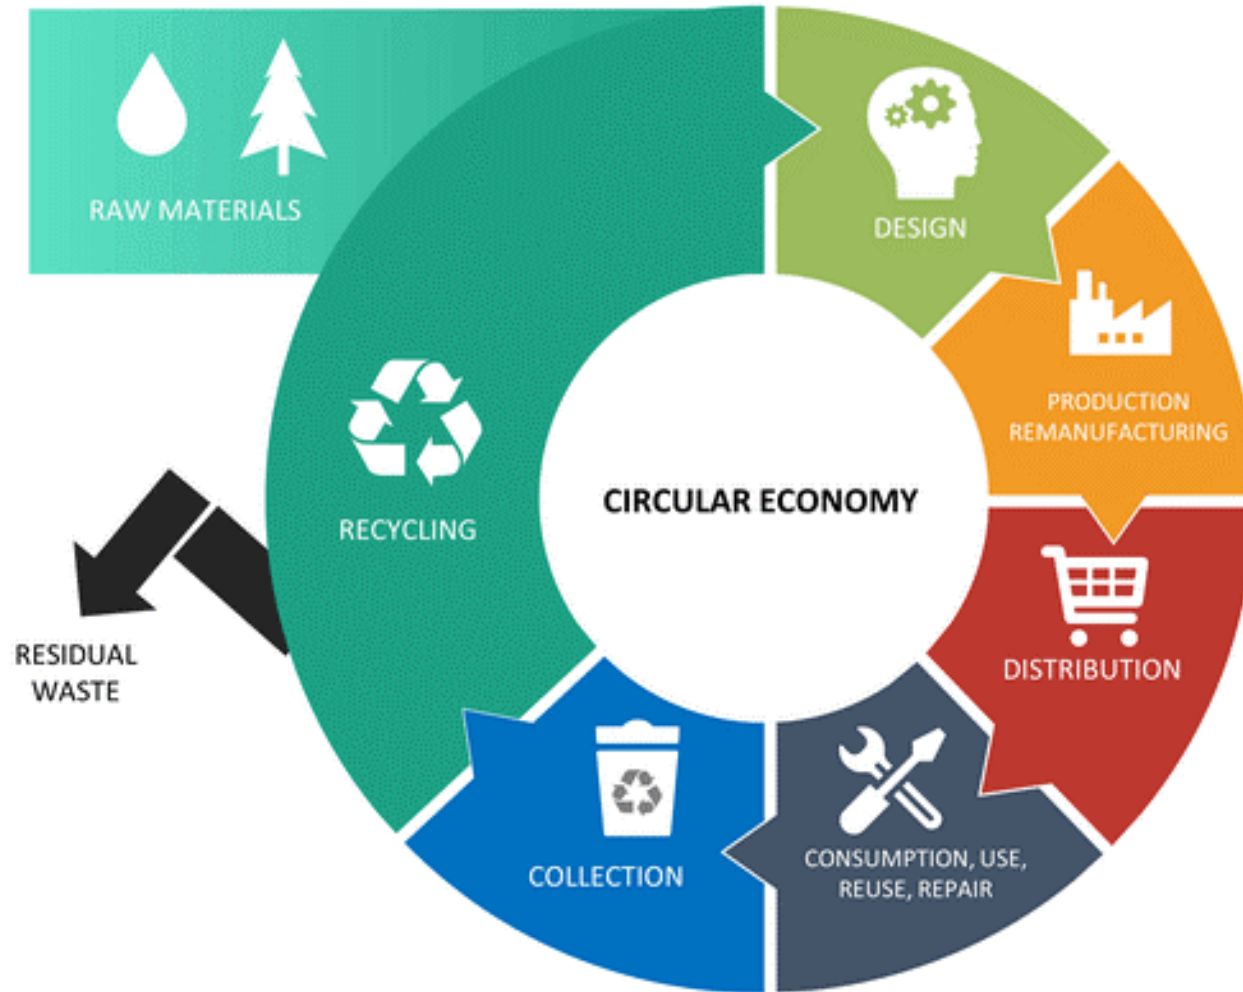 RAW MATERIALS
DESIGN
PRODUCTION
REMANUFACTURING
DISTRIBUTION
CONSUMPTION, USE,
REUSE, REPAIR
COLLECTION
RECYCLING
RESIDUAL
WASTE
CIRCULAR ECONOMY